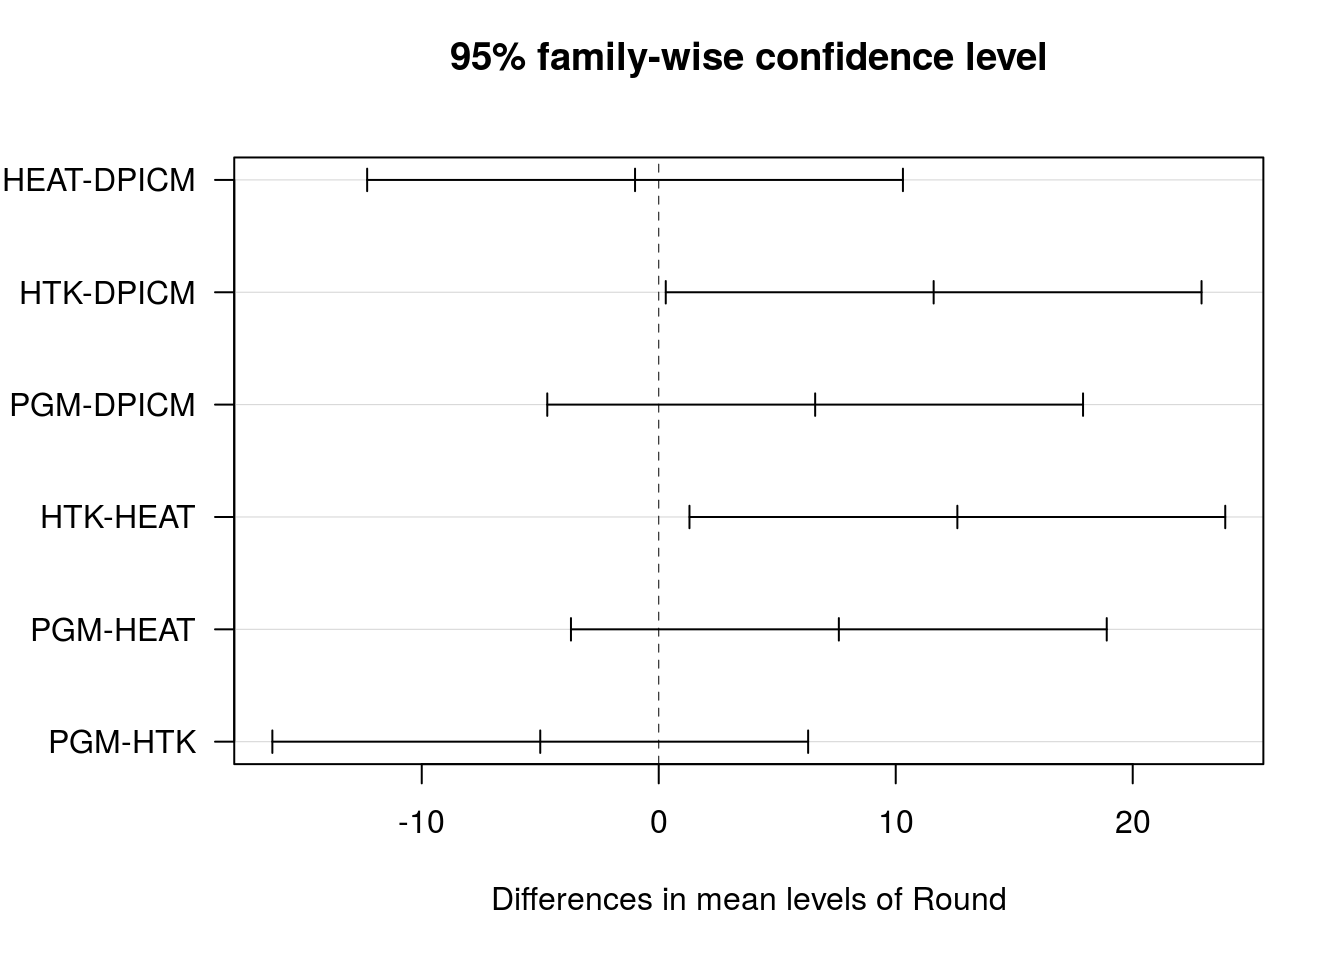 95% family-wise confidence level
HEAT-DPICM
HTK-DPICM
PGM-DPICM
HTK-HEAT
PGM-HEAT
PGM-HTK
-10 0 10 20
Differences in mean levels of Round